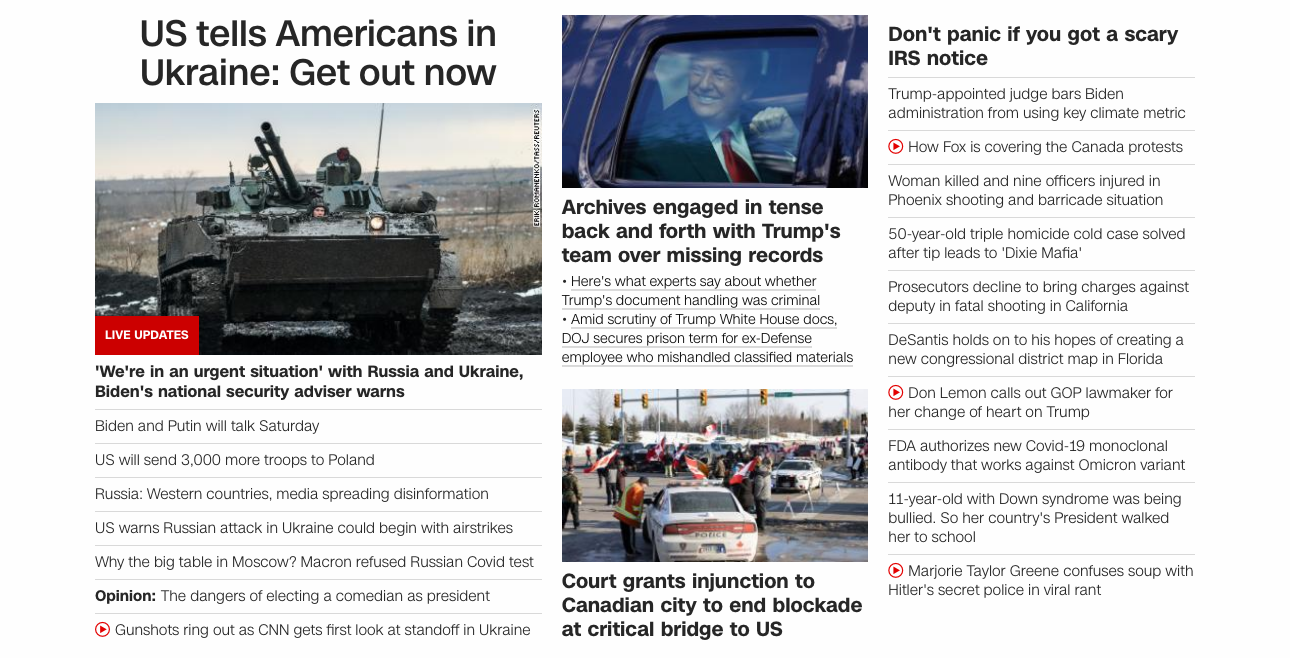 US tells Americans in
Ukraine: Get out now
ERIK ROMANENKO/TASS/REUTERS
LIVE UPDATES
'We're in an urgent situation' with Russia and Ukraine,
Biden's national security adviser warns
Biden and Putin will talk Saturday
US will send 3,000 more troops to Poland
Russia: Western countries, media spreading disinformation
US warns Russian attack in Ukraine could begin with airstrikes
Why the big table in Moscow? Macron refused Russian Covid test
Opinion: The dangers of electing a comedian as president
Gunshots ring out as CNN gets first look at standoff in Ukraine
Archives engaged in tense
back and forth with Trump's
team over missing records
• Here's what experts say about whether
Trump's document handling was criminal
• Amid scrutiny of Trump White House docs,
DOJ secures prison term for ex-Defense
employee who mishandled classified materials
POLICE
Court grants injunction to
Canadian city to end blockade
at critical bridge to US
Don't panic if you got a scary
IRS notice
Trump-appointed judge bars Biden
administration from using key climate metric
How Fox is covering the Canada protests
Woman killed and nine officers injured in
Phoenix shooting and barricade situation
50-year-old triple homicide cold case solved
after tip leads to 'Dixie Mafia'
Prosecutors decline to bring charges against
deputy in fatal shooting in California
DeSantis holds on to his hopes of creating a
new congressional district map in Florida
Don Lemon calls out GOP lawmaker for
her change of heart on Trump
FDA authorizes new Covid-19 monoclonal
antibody that works against Omicron variant
11-year-old with Down syndrome was being
bullied. So her country's President walked
her to school
Marjorie Taylor Greene confuses soup with
Hitler's secret police in viral rant